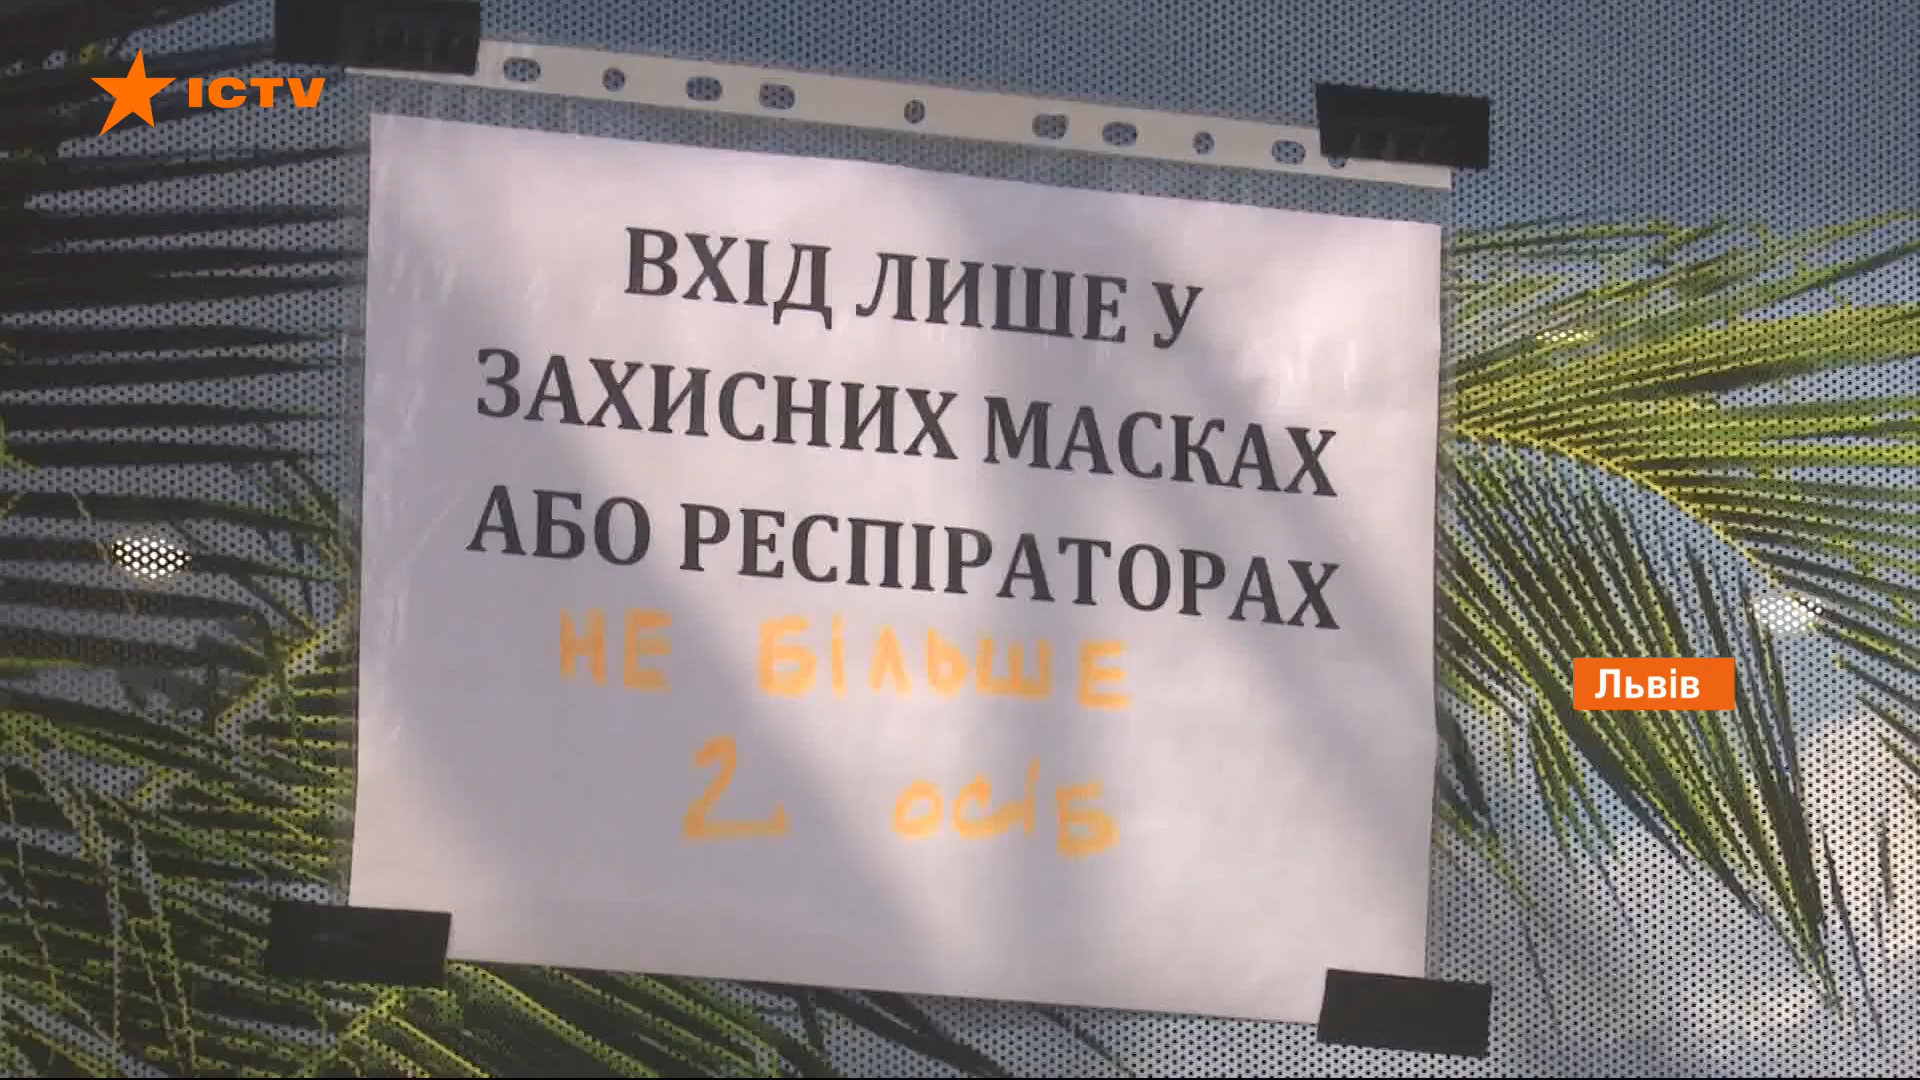 ICTV
ВХІД ЛИШЕ У
ЗАХИСНИХ МАСКАХ
АБО РЕСПІРАТОРАХ
НЕ БІЛЬШЕ
2 ОСІБ
Львів